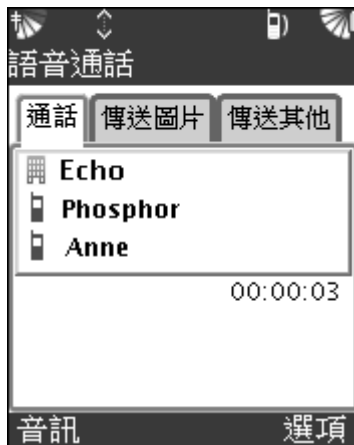 語音通話
通話 傳送圖片 傳送其他
Echo
Phosphor
Anne
00:00:03
音訊 選項